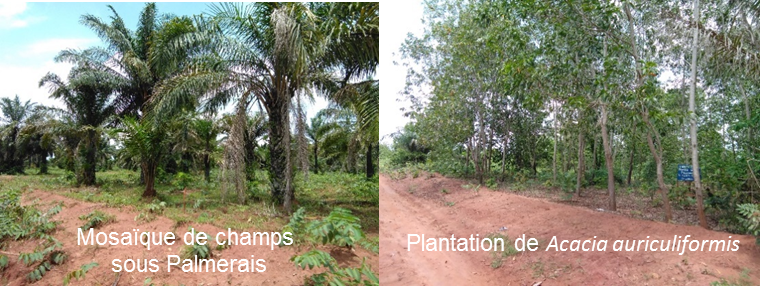 Mosaïque de champs
sous Palmerais
Plantation de Acacia auriculiformis